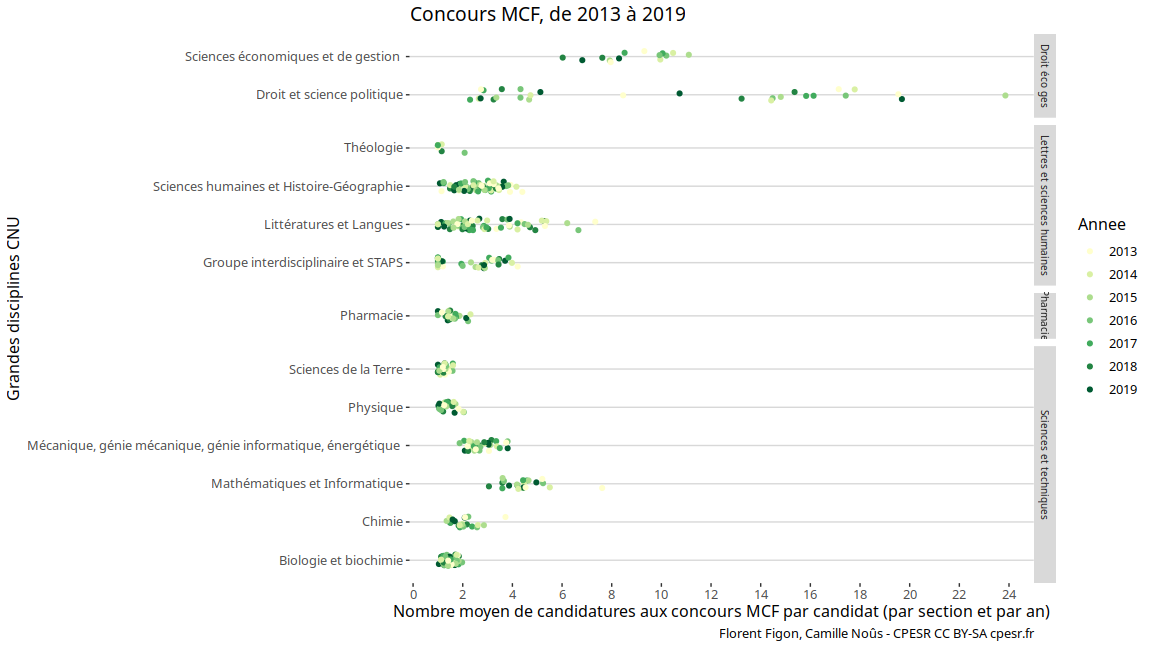 Concours MCF, de 2013 à 2019
Grandes disciplines CNU
Sciences économiques et de gestion
Droit et science politique
Droit éco ges
Théologie
Sciences humaines et Histoire-Géographie
Littératures et Langues
Groupe interdisciplinaire et STAPS
Lettres et sciences humaines
Pharmacie
Pharmacie
Sciences de la Terre
Physique
Mécanique, génie mécanique, génie informatique, énergétique
Mathématiques et Informatique
Chimie
Biologie et biochimie
Sciences et techniques
0 2 4 6 8 10 12 14 16 18 20 22 24
Nombre moyen de candidatures aux concours MCF par candidat (par section et par an)
Florent Figon, Camille Noûs - CPESR CC BY-SA cpesr.fr
Annee
2013
2014
2015
2016
2017
2018
2019